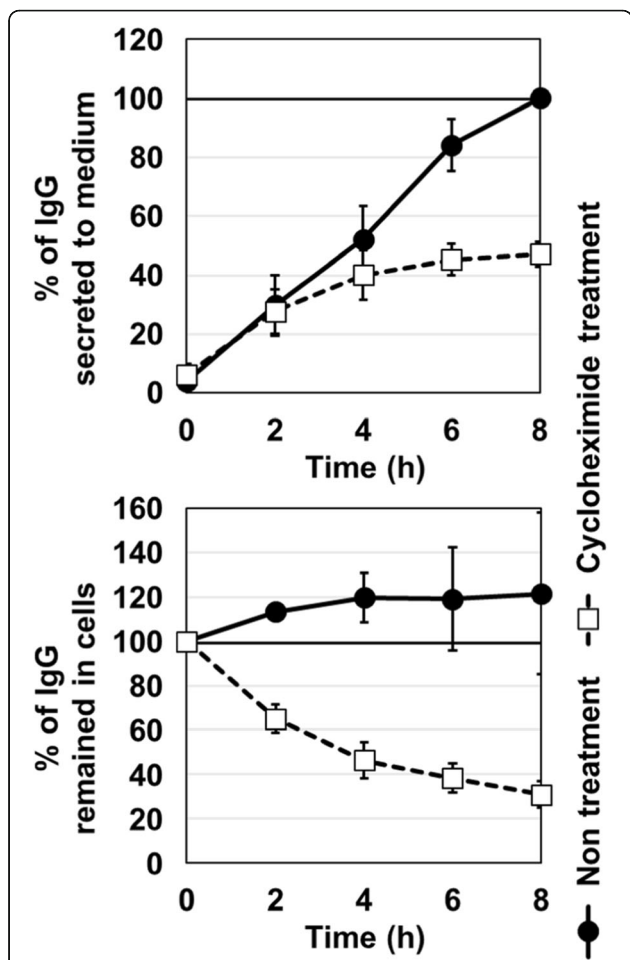 % of IgG
secreted to medium
120
100
80
60
40
20
0
0 2 4 6 8
Time (h)
% of IgG
remained in cells
160
140
120
100
80
60
40
20
0
0 2 4 6 8
Time (h)
Non treatment
Cycloheximide treatment